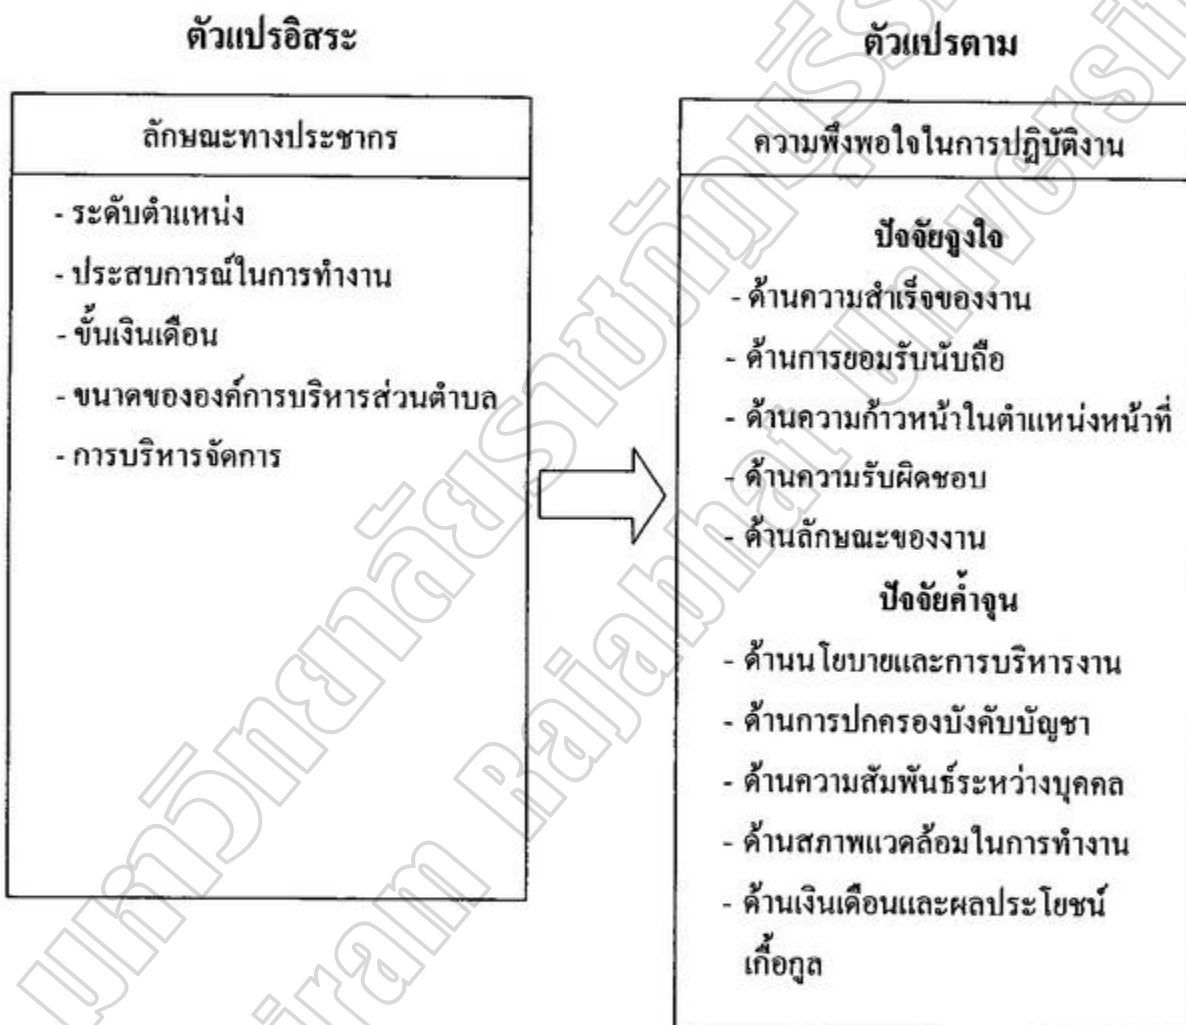 ตัวแปรอิสระ
ลักษณะทางประชากร
- ระดับตำแหน่ง
- ประสบการณ์ในการทำงาน
- ขั้นเงินเดือน
- ขนาดขององค์การบริหารส่วนตำบล
- การบริหารจัดการ
ตัวแปรตาม
ความพึงพอใจในการปฏิบัติงาน
ปัจจัยจูงใจ
- ด้านความสำเร็จของงาน
- ด้านการยอมรับนับถือ
- ด้านความก้าวหน้าในตำแหน่งหน้าที่
- ด้านความรับผิดชอบ
- ด้านลักษณะของงาน
ปัจจัยค้ำจุน
- ด้านนโยบายและการบริหารงาน
- ด้านการปกครองบังคับบัญชา
- ด้านความสัมพันธ์ระหว่างบุคคล
- ด้านสภาพแวดล้อมในการทำงาน
- ด้านเงินเดือนและผลประโยชน์
เกื้อกูล